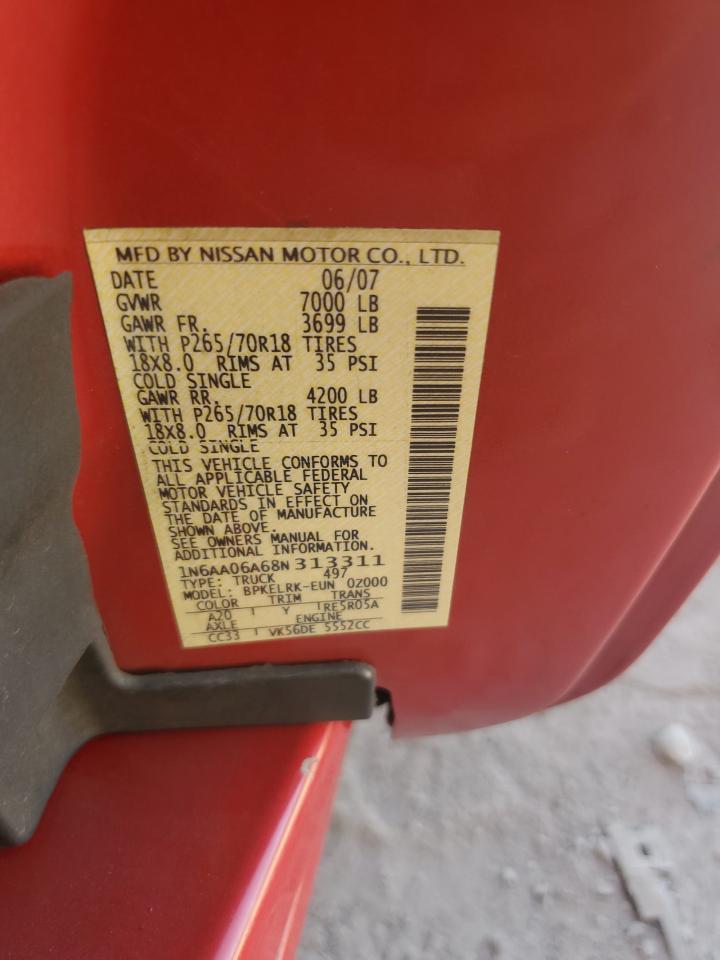 MFD BY NISSAN MOTOR CO., LTD.
DATE 06/07
GVWR 7000 LB
GAWR FR. 3699 LB
WITH P265/70R18 TIRES
18X8.0 RIMS AT 35 PSI
COLD SINGLE
GAWR RR. 4200 LB
WITH P265/70R18 TIRES
18X8.0 RIMS AT 35 PSI
COLD SINGLE
THIS VEHICLE CONFORMS TO
ALL APPLICABLE FEDERAL
MOTOR VEHICLE SAFETY
STANDARDS IN EFFECT ON
THE DATE OF MANUFACTURE
SHOWN ABOVE.
SEE OWNERS MANUAL FOR
ADDITIONAL INFORMATION.
1N6AA06A68N313311
TYPE: TRUCK 497
MODEL: BPKELRK-EUN 02000
COLOR TRIM TRANS
A20 Y RE5R05A
AXLE ENGINE
CC33 VK56DE 5552CC